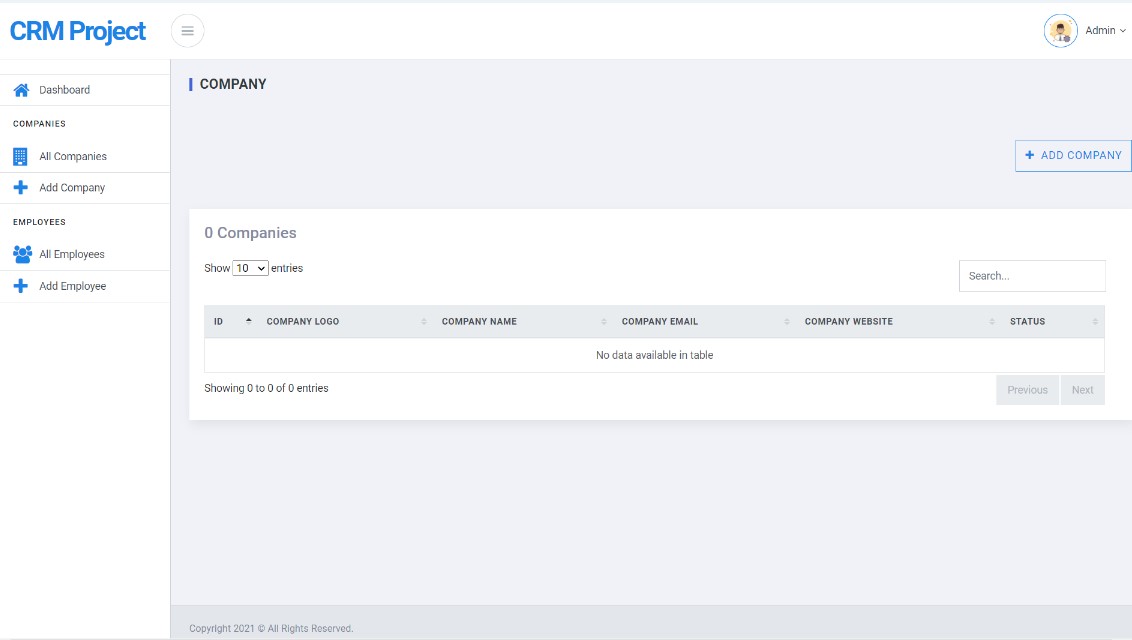 CRM Project
Admin
Dashboard
COMPANIES
All Companies
Add Company
EMPLOYEES
All Employees
Add Employee
COMPANY
ADD COMPANY
0 Companies
Show 10 entries
Search...
ID COMPANY LOGO COMPANY NAME COMPANY EMAIL COMPANY WEBSITE STATUS
No data available in table
Showing 0 to 0 of 0 entries
Previous Next
Copyright 2021 © All Rights Reserved.